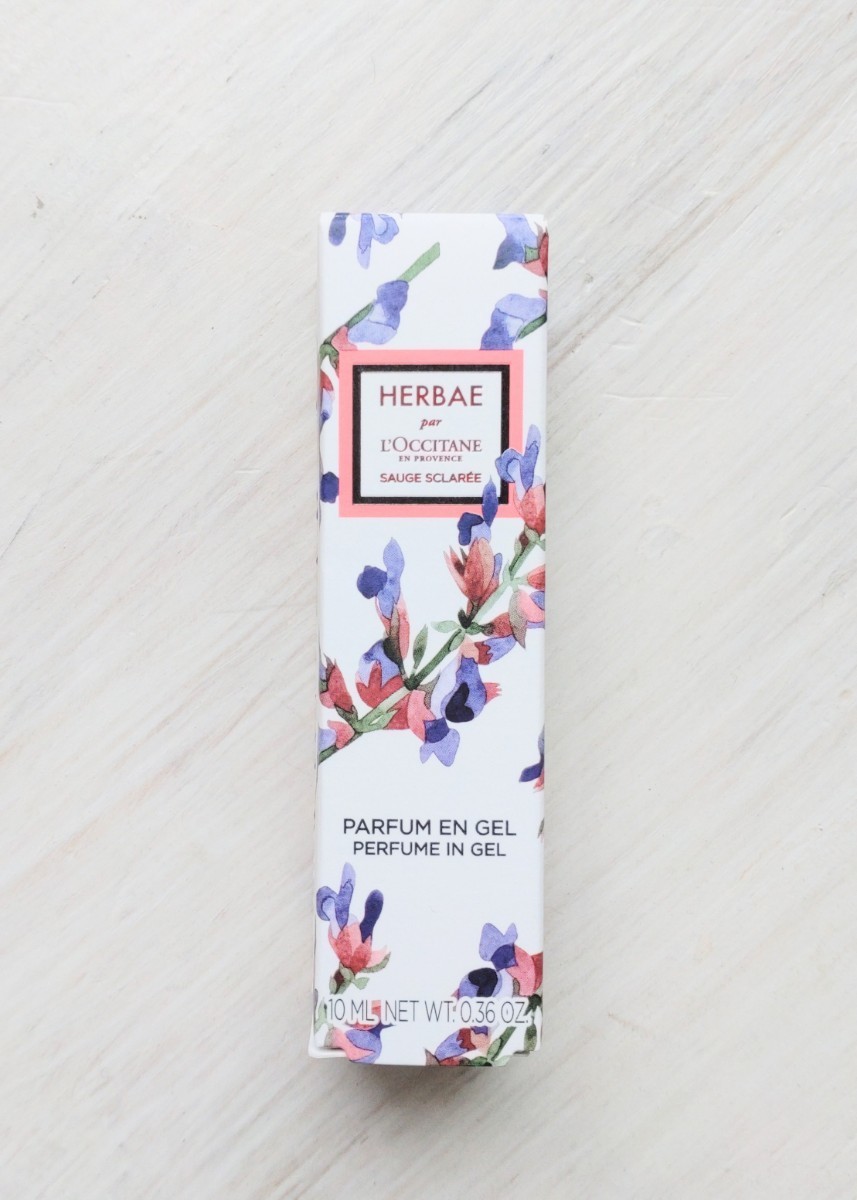 HERBAE
par
L'OCCITANE
EN PROVENCE
SAUGE SCLARÉE
PARFUM EN GEL
PERFUME IN GEL
10 ML NET WT. 0.36 OZ.